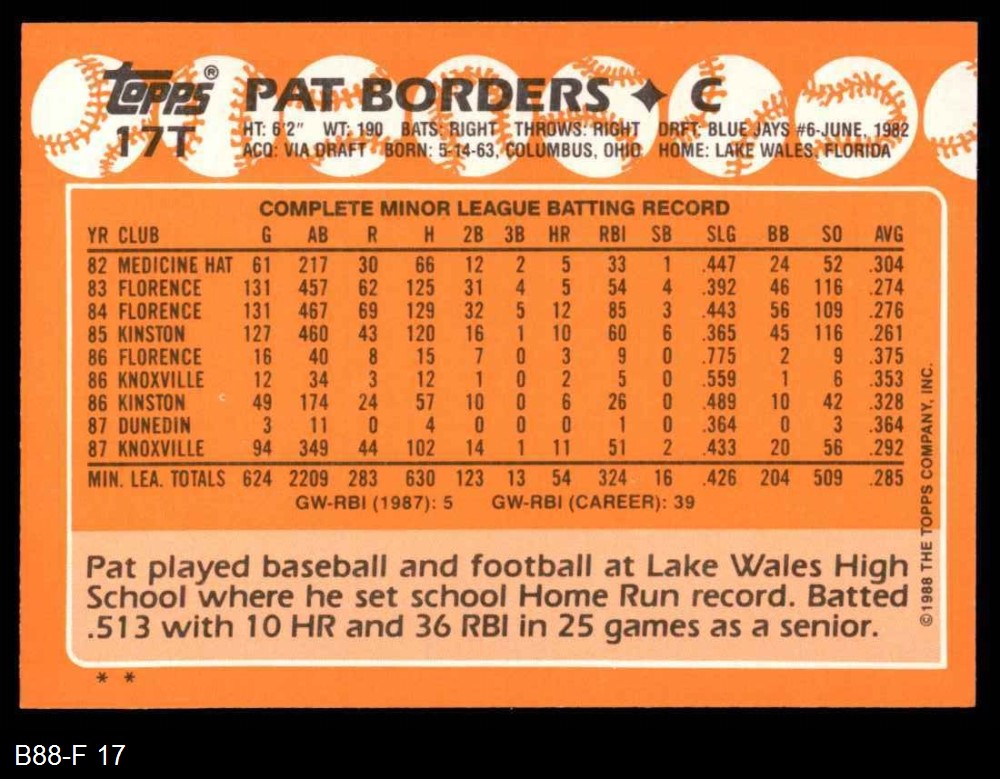 topps® PAT BORDERS ✦ C
17T HT: 6'2" WT: 190 BATS: RIGHT THROWS: RIGHT DRFT: BLUE JAYS #6-JUNE, 1982
ACQ: VIA DRAFT BORN: 5-14-63, COLUMBUS, OHIO HOME: LAKE WALES, FLORIDA
COMPLETE MINOR LEAGUE BATTING RECORD
YR CLUB G AB R H 2B 3B HR RBI SB SLG BB SO AVG
82 MEDICINE HAT 61 217 30 66 12 2 5 33 1 .447 24 52 .304
83 FLORENCE 131 457 62 125 31 4 5 54 4 .392 46 116 .274
84 FLORENCE 131 467 69 129 32 5 12 85 3 .443 56 109 .276
85 KINSTON 127 460 43 120 16 1 10 60 6 .365 45 116 .261
86 FLORENCE 16 40 8 15 7 0 3 9 0 .775 2 9 .375
86 KNOXVILLE 12 34 3 12 1 0 2 5 0 .559 1 6 .353
86 KINSTON 49 174 24 57 10 0 6 26 0 .489 10 42 .328
87 DUNEDIN 3 11 0 4 0 0 0 1 0 .364 0 3 .364
87 KNOXVILLE 94 349 44 102 14 1 11 51 2 .433 20 56 .292
MIN. LEA. TOTALS 624 2209 283 630 123 13 54 324 16 .426 204 509 .285
GW-RBI (1987): 5 GW-RBI (CAREER): 39
Pat played baseball and football at Lake Wales High
School where he set school Home Run record. Batted
.513 with 10 HR and 36 RBI in 25 games as a senior.
©1988 THE TOPPS COMPANY, INC.
* *
B88-F 17